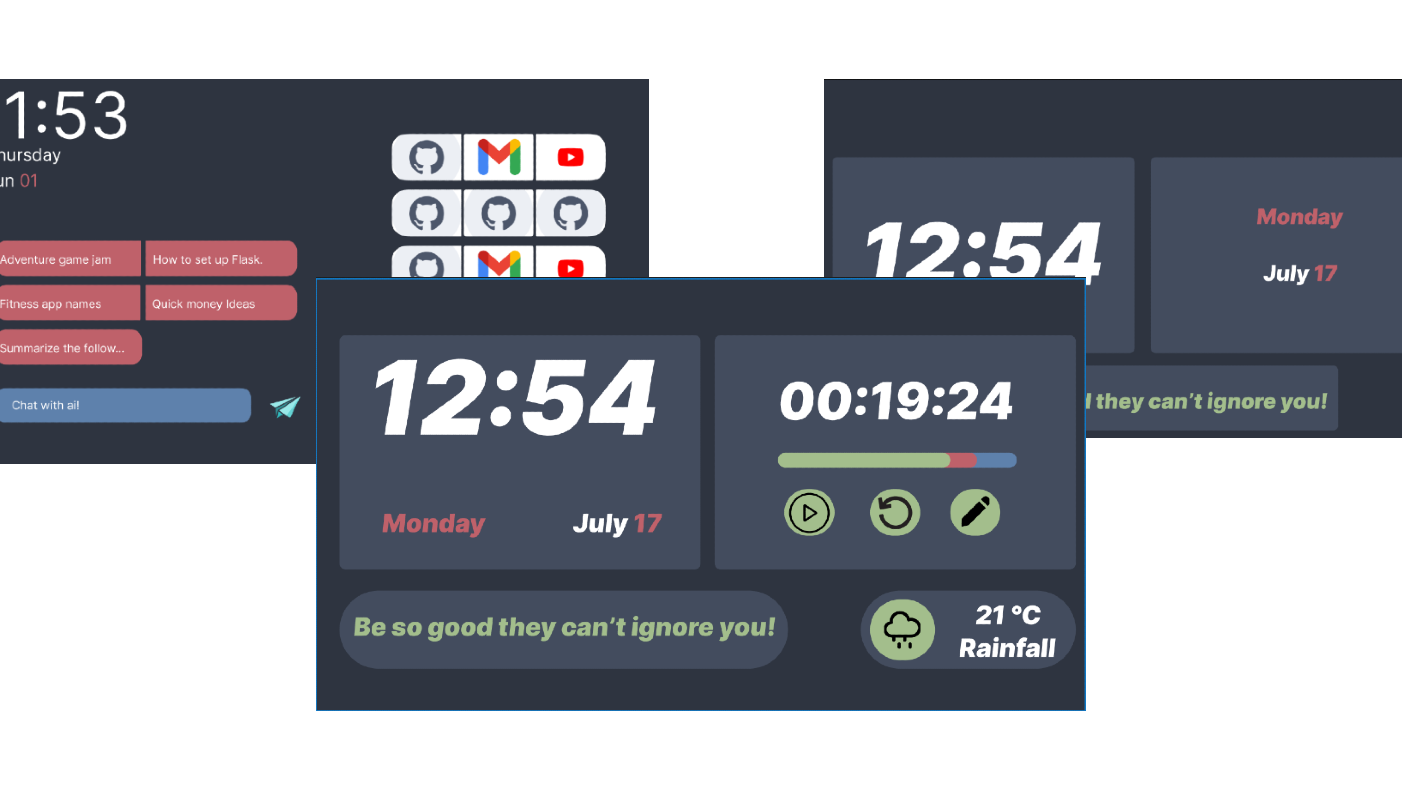 1:53
hursday
un 01
Adventure game jam
How to set up Flask.
Fitness app names
Quick money Ideas
Summarize the follow...
Chat with ai!
12:54
Monday
July 17
they can't ignore you!
12:54
Monday
July 17
00:19:24
Be so good they can't ignore you!
21 °C
Rainfall